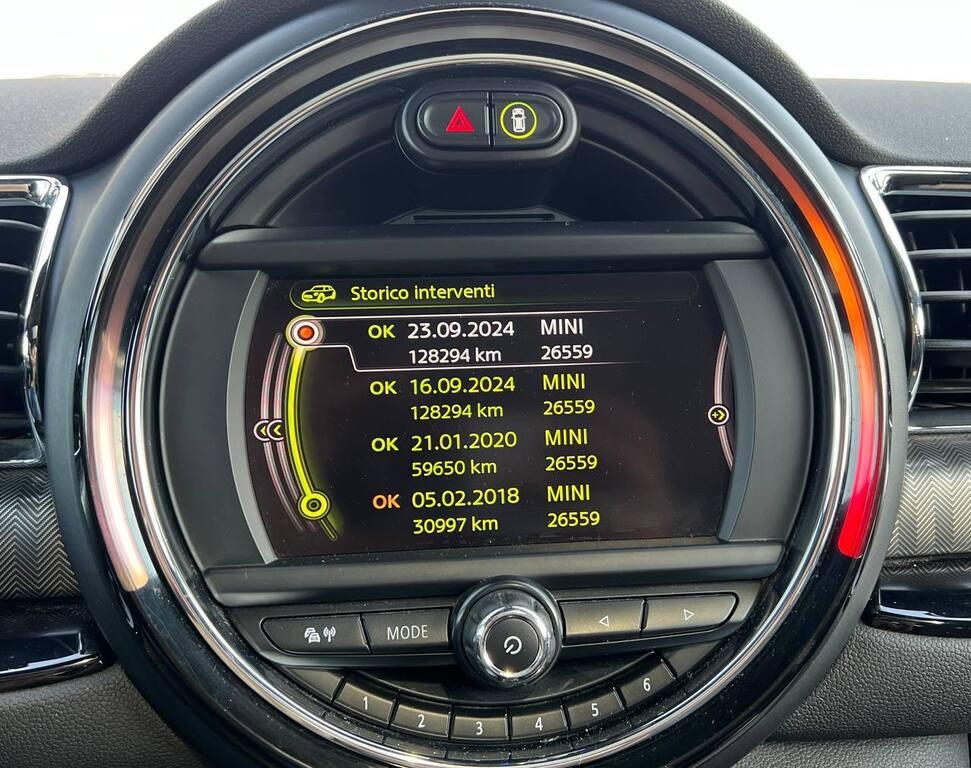 Storico interventi
OK 23.09.2024 MINI
128294 km 26559
OK 16.09.2024 MINI
128294 km 26559
OK 21.01.2020 MINI
59650 km 26559
OK 05.02.2018 MINI
30997 km 26559
MODE
1 2 3 4 5 6